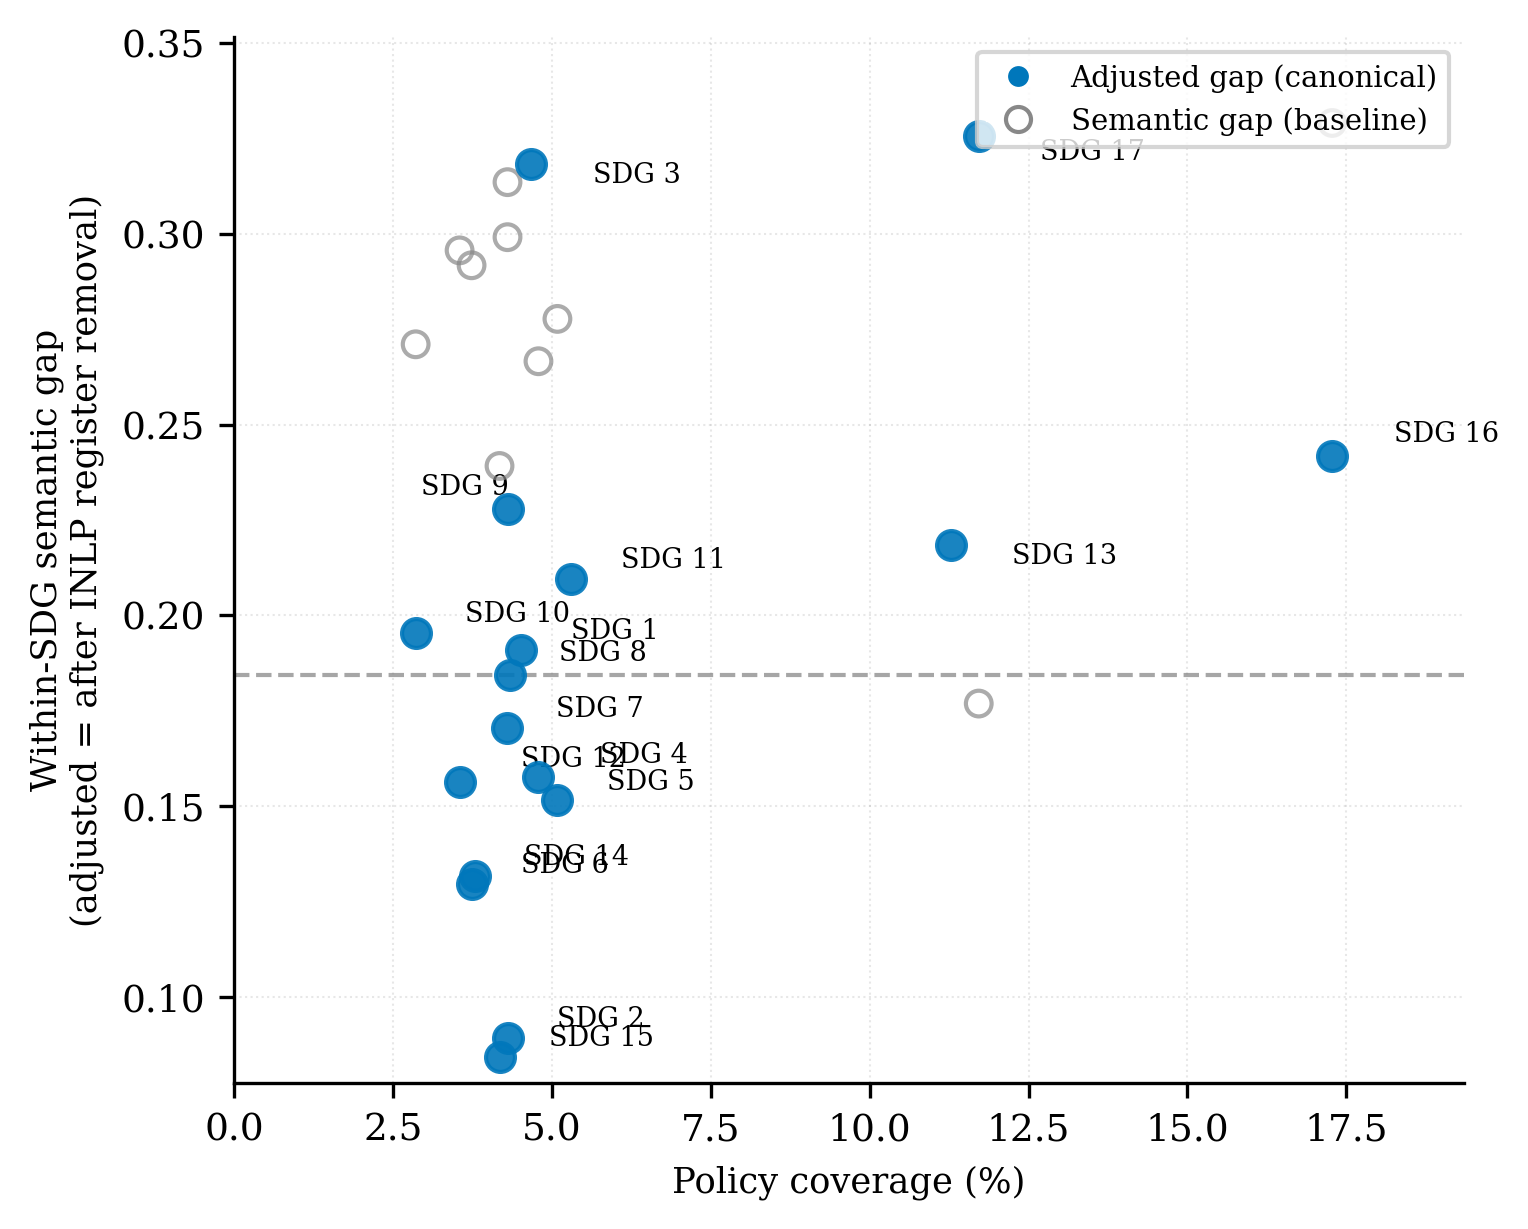 Within-SDG semantic gap
(adjusted = after INLP register removal)
0.35
0.30
0.25
0.20
0.15
0.10
Adjusted gap (canonical)
Semantic gap (baseline)
SDG 17
SDG 3
SDG 16
SDG 9
SDG 13
SDG 11
SDG 10
SDG 1
SDG 8
SDG 7
SDG 4
SDG 12
SDG 5
SDG 14
SDG 6
SDG 2
SDG 15
0.0
2.5
5.0
7.5
10.0
12.5
15.0
17.5
Policy coverage (%)